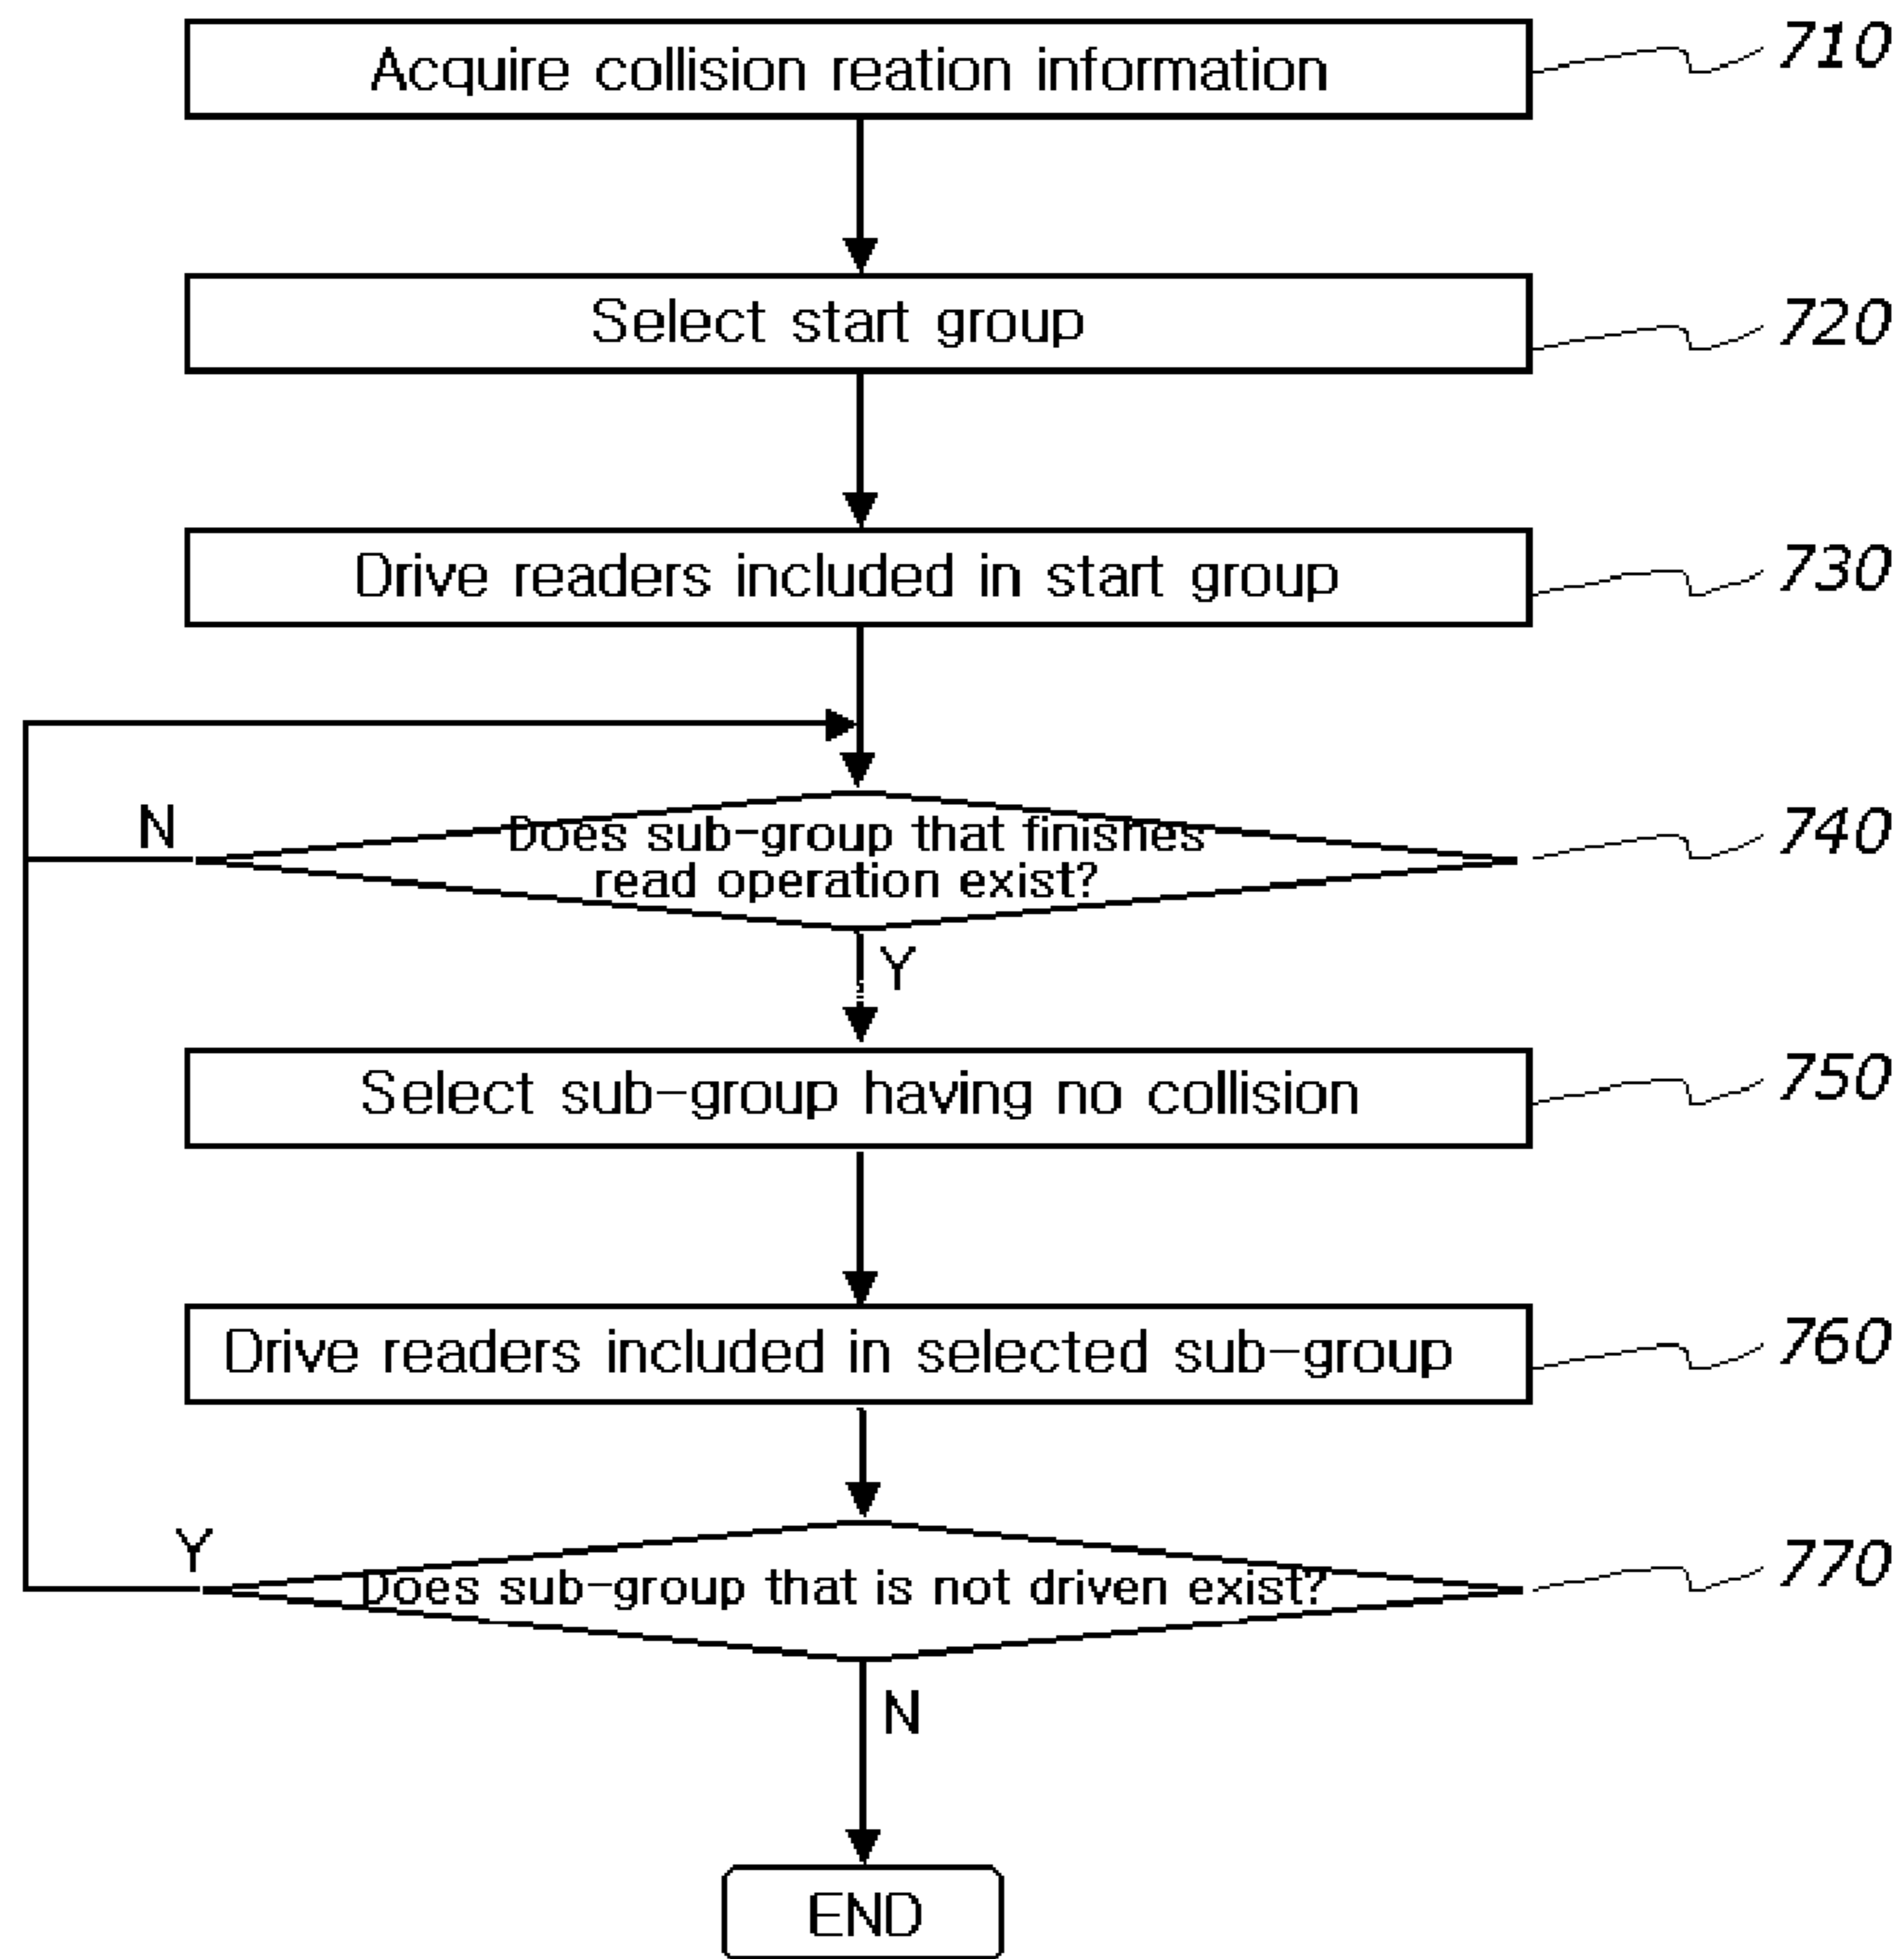 Acquire collision reation information
710
Select start group
720
Drive readers included in start group
730
Does sub-group that finishes
read operation exist?
740
N
Y
Select sub-group having no collision
750
Drive readers included in selected sub-group
760
Y
Does sub-group that is not driven exist?
770
N
END